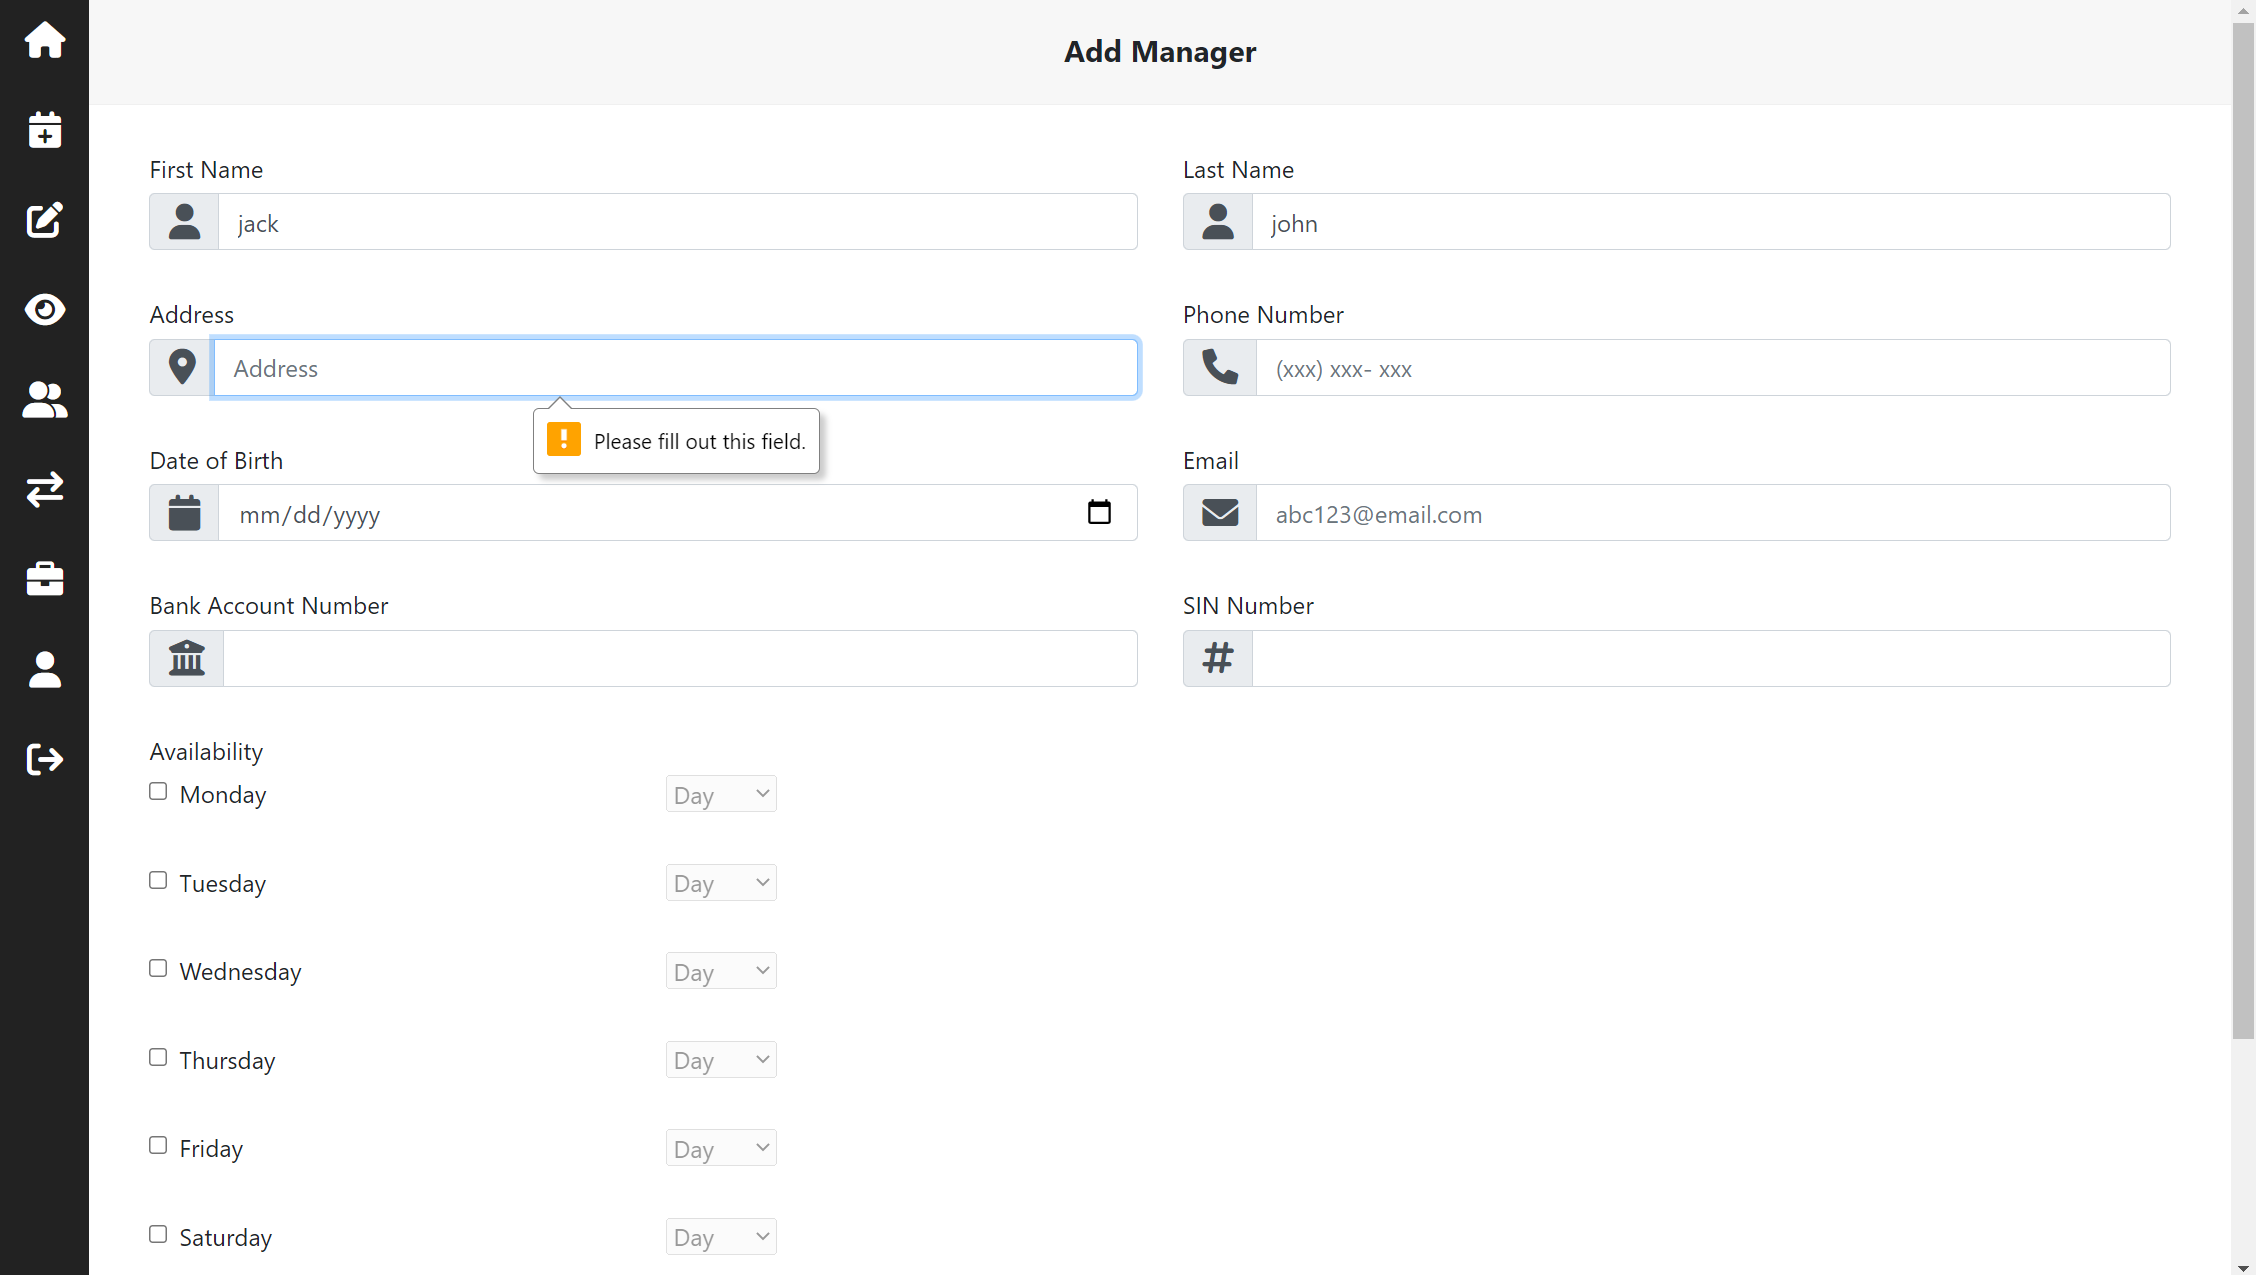 Add Manager
First Name
Last Name
jack
john
Address
Phone Number
Address
(xxx) xxx- xxx
Please fill out this field.
Date of Birth
Email
mm/dd/yyyy
abc123@email.com
Bank Account Number
SIN Number
Availability
Monday
Day
Tuesday
Day
Wednesday
Day
Thursday
Day
Friday
Day
Saturday
Day